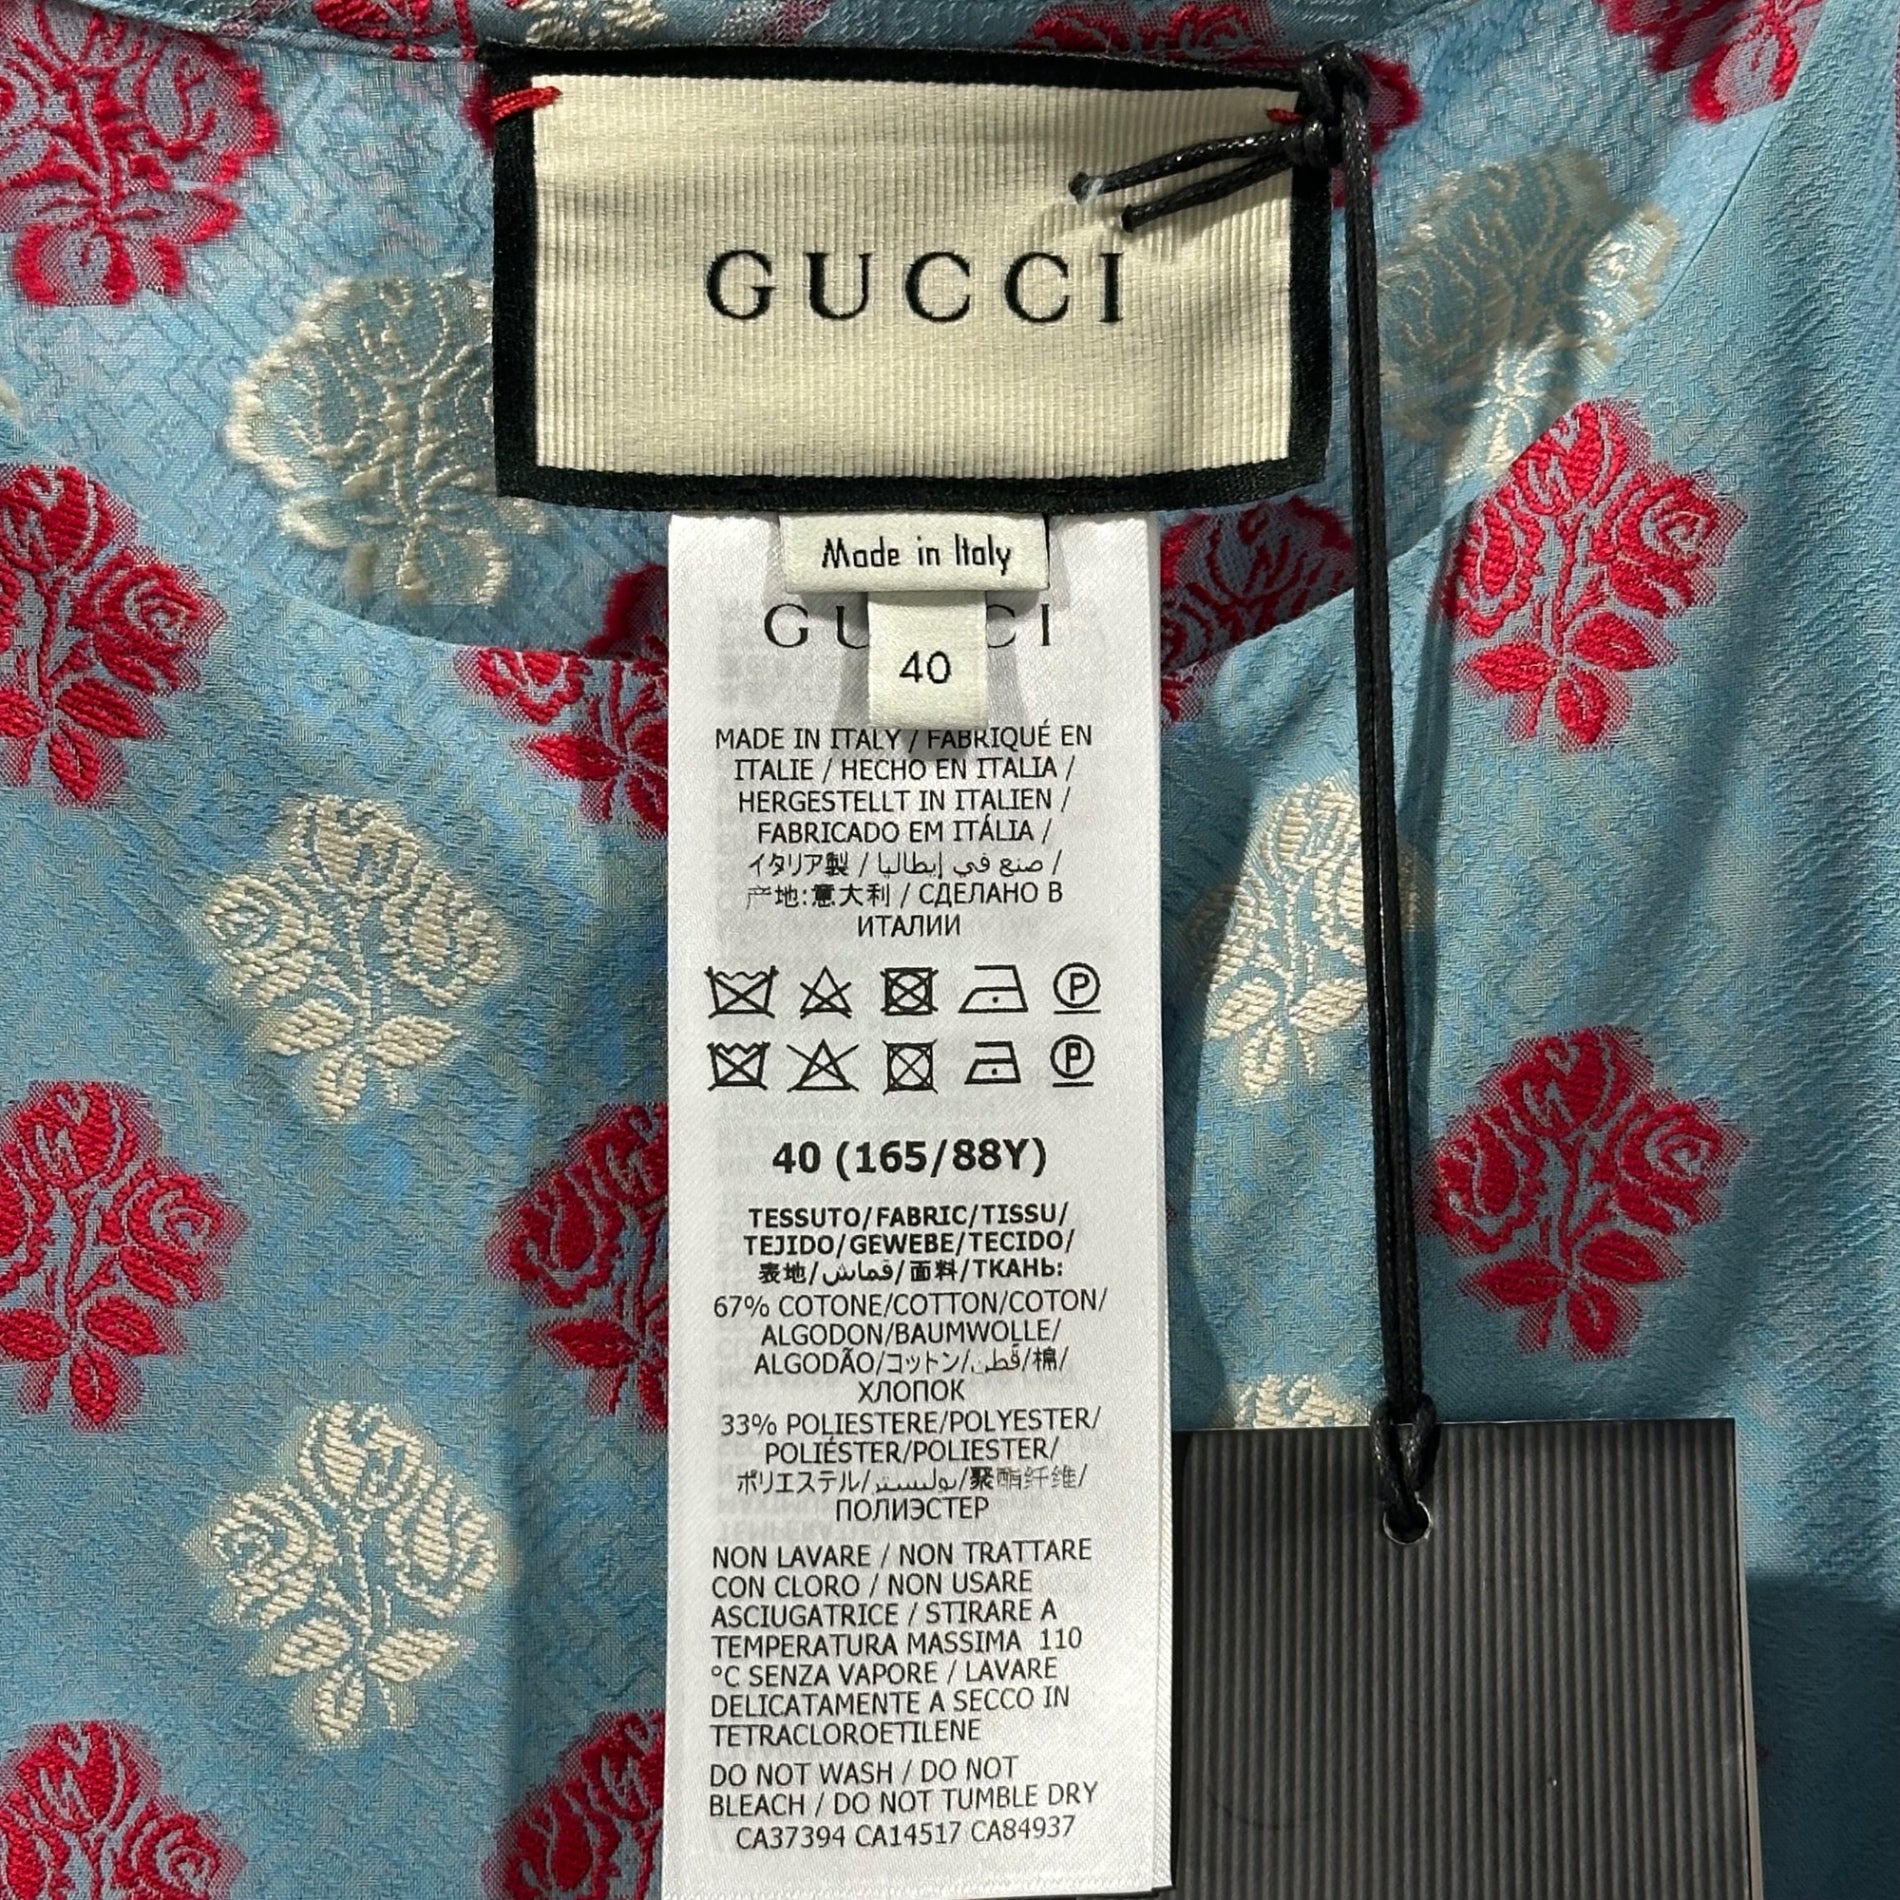 GUCCI
Made in Italy
40
MADE IN ITALY / FABRIQUÉ EN
ITALIE / HECHO EN ITALIA /
HERGESTELLT IN ITALIEN /
FABRICADO EM ITÁLIA /
イタリア製 / صنع في إيطاليا /
产地:意大利 / СДЕЛАНО В
ИТАЛИИ
P
P
40 (165/88Y)
TESSUTO/FABRIC/TISSU/
TEJIDO/GEWEBE/TECIDO/
表地/قماش/面料/ТКАНЬ:
67% COTONE/COTTON/COTON/
ALGODON/BAUMWOLLE/
ALGODÃO/コットン/قطن/棉/
ХЛОПОК
33% POLIESTERE/POLYESTER/
POLIÉSTER/POLIESTER/
ポリエステル/بوليستر/聚酯纤维/
ПОЛИЭСТЕР
NON LAVARE / NON TRATTARE
CON CLORO / NON USARE
ASCIUGATRICE / STIRARE A
TEMPERATURA MASSIMA 110
°C SENZA VAPORE / LAVARE
DELICATAMENTE A SECCO IN
TETRACLOROETILENE
DO NOT WASH / DO NOT
BLEACH / DO NOT TUMBLE DRY
CA37394 CA14517 CA84937